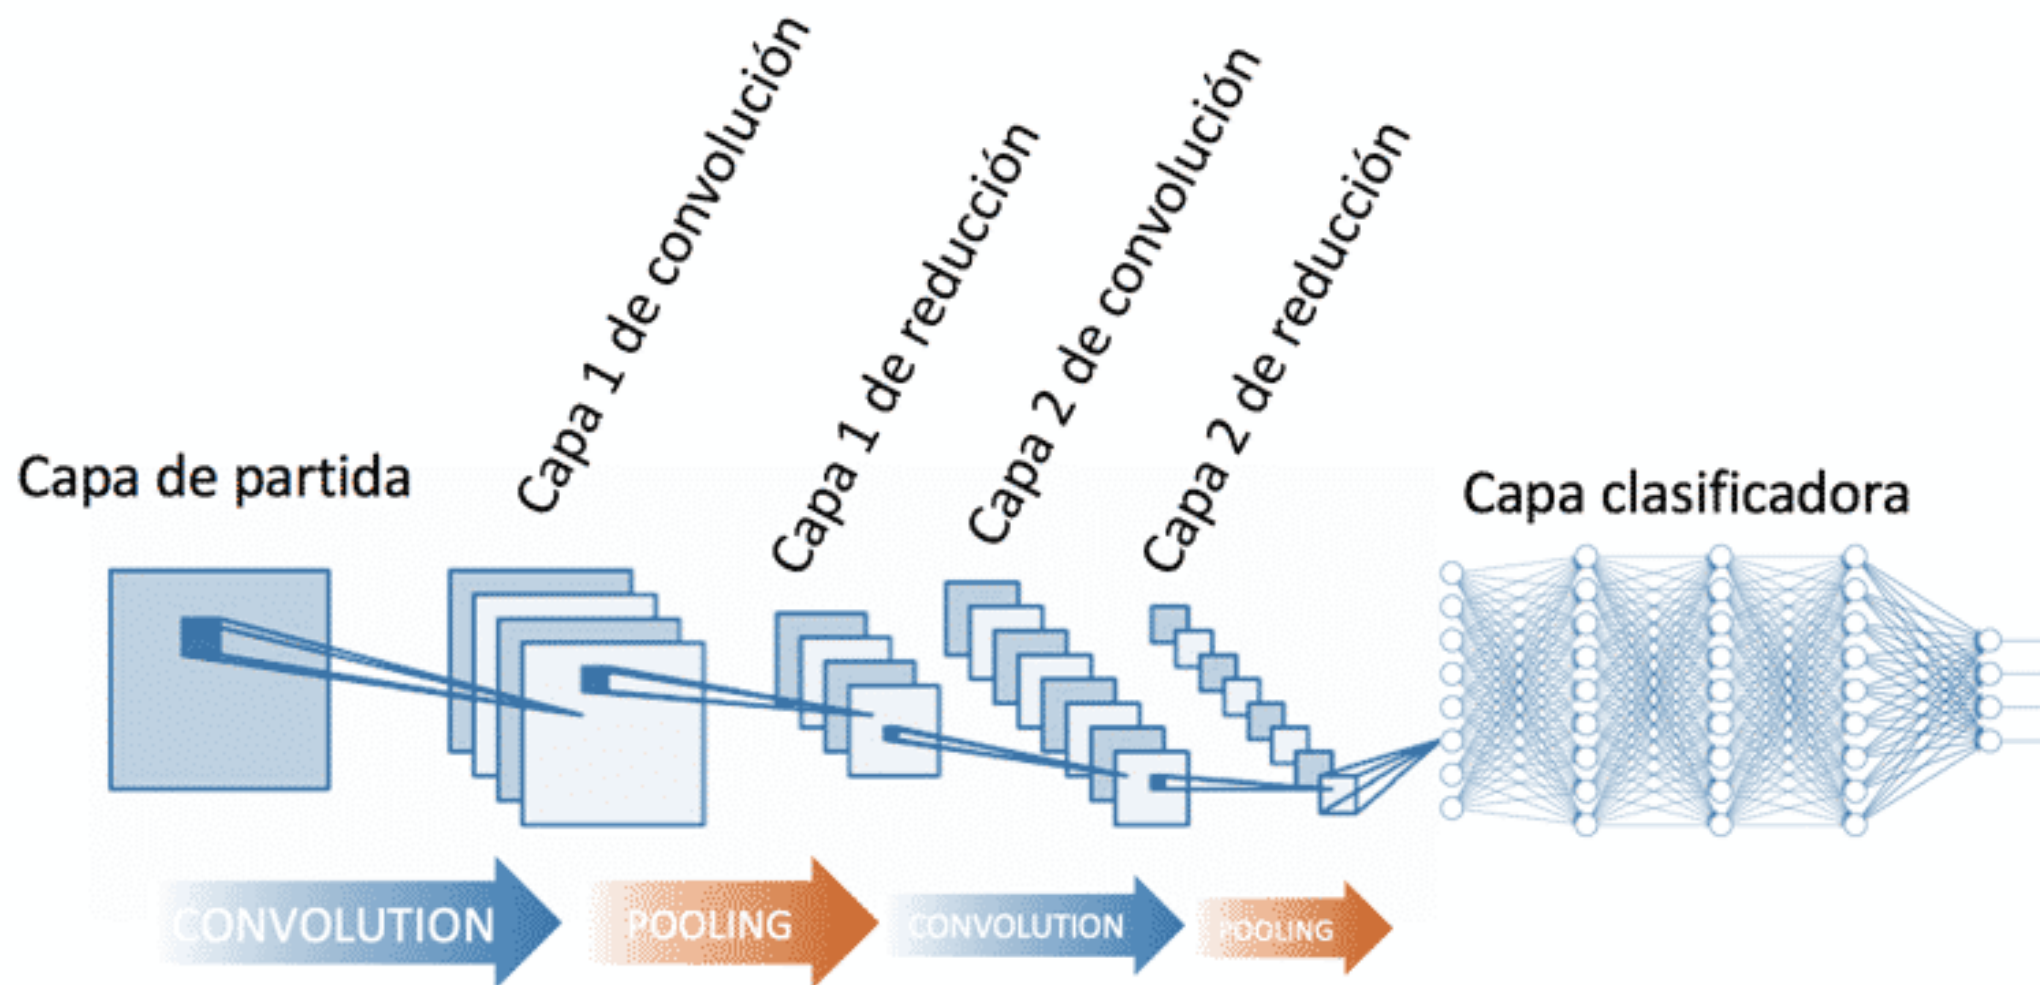 Capa de partida
Capa 1 de convolución
Capa 1 de reducción
Capa 2 de convolución
Capa 2 de reducción
Capa clasificadora
CONVOLUTION
POOLING
CONVOLUTION
POOLING